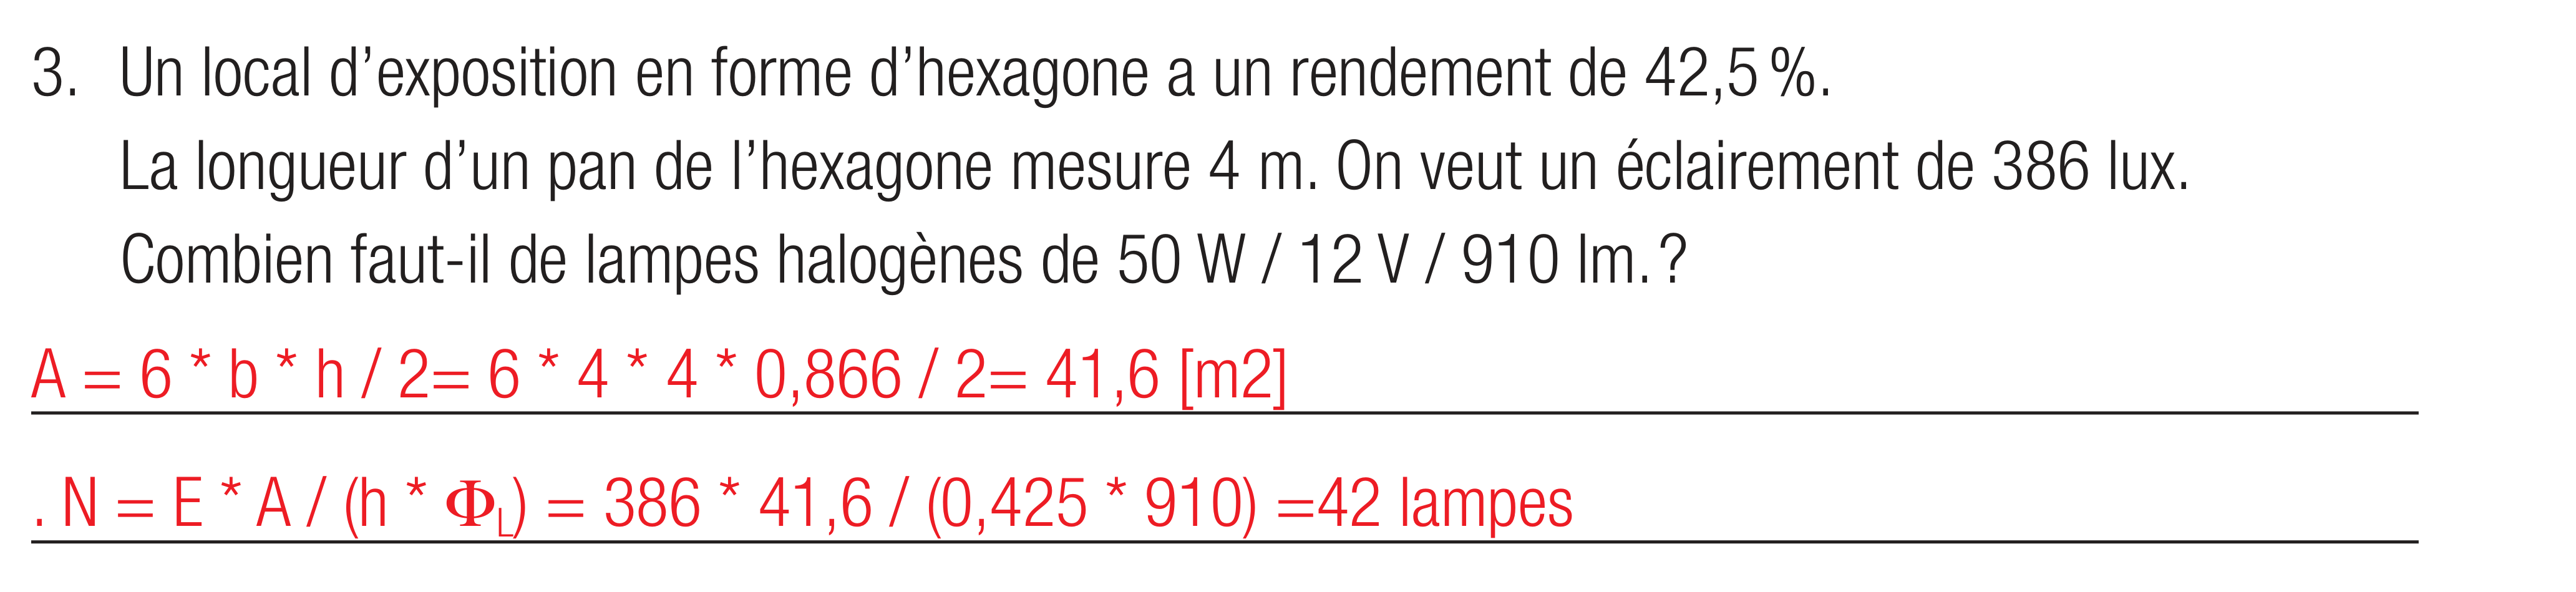 3. Un local d’exposition en forme d’hexagone a un rendement de 42,5 %.
La longueur d’un pan de l’hexagone mesure 4 m. On veut un éclairement de 386 lux.
Combien faut-il de lampes halogènes de 50 W / 12 V / 910 lm.?
A = 6 * b * h / 2= 6 * 4 * 4 * 0,866 / 2= 41,6 [m2]
. N = E * A / (h * ΦL) = 386 * 41,6 / (0,425 * 910) =42 lampes